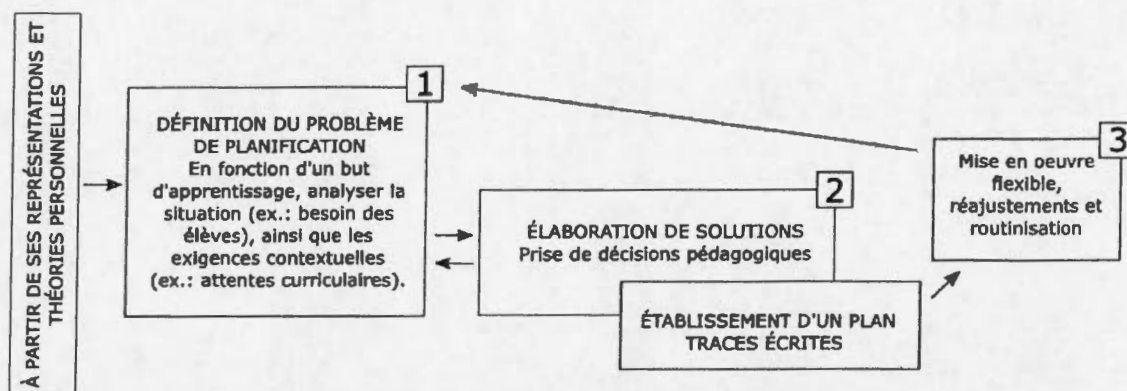 À PARTIR DE SES REPRÉSENTATIONS ET
THÉORIES PERSONNELLES
1
DÉFINITION DU PROBLÈME
DE PLANIFICATION
En fonction d'un but
d'apprentissage, analyser la
situation (ex.: besoin des
élèves), ainsi que les
exigences contextuelles
(ex.: attentes curriculaires).
2
ÉLABORATION DE SOLUTIONS
Prise de décisions pédagogiques
ÉTABLISSEMENT D'UN PLAN
TRACES ÉCRITES
3
Mise en oeuvre
flexible,
réajustements et
routinisation